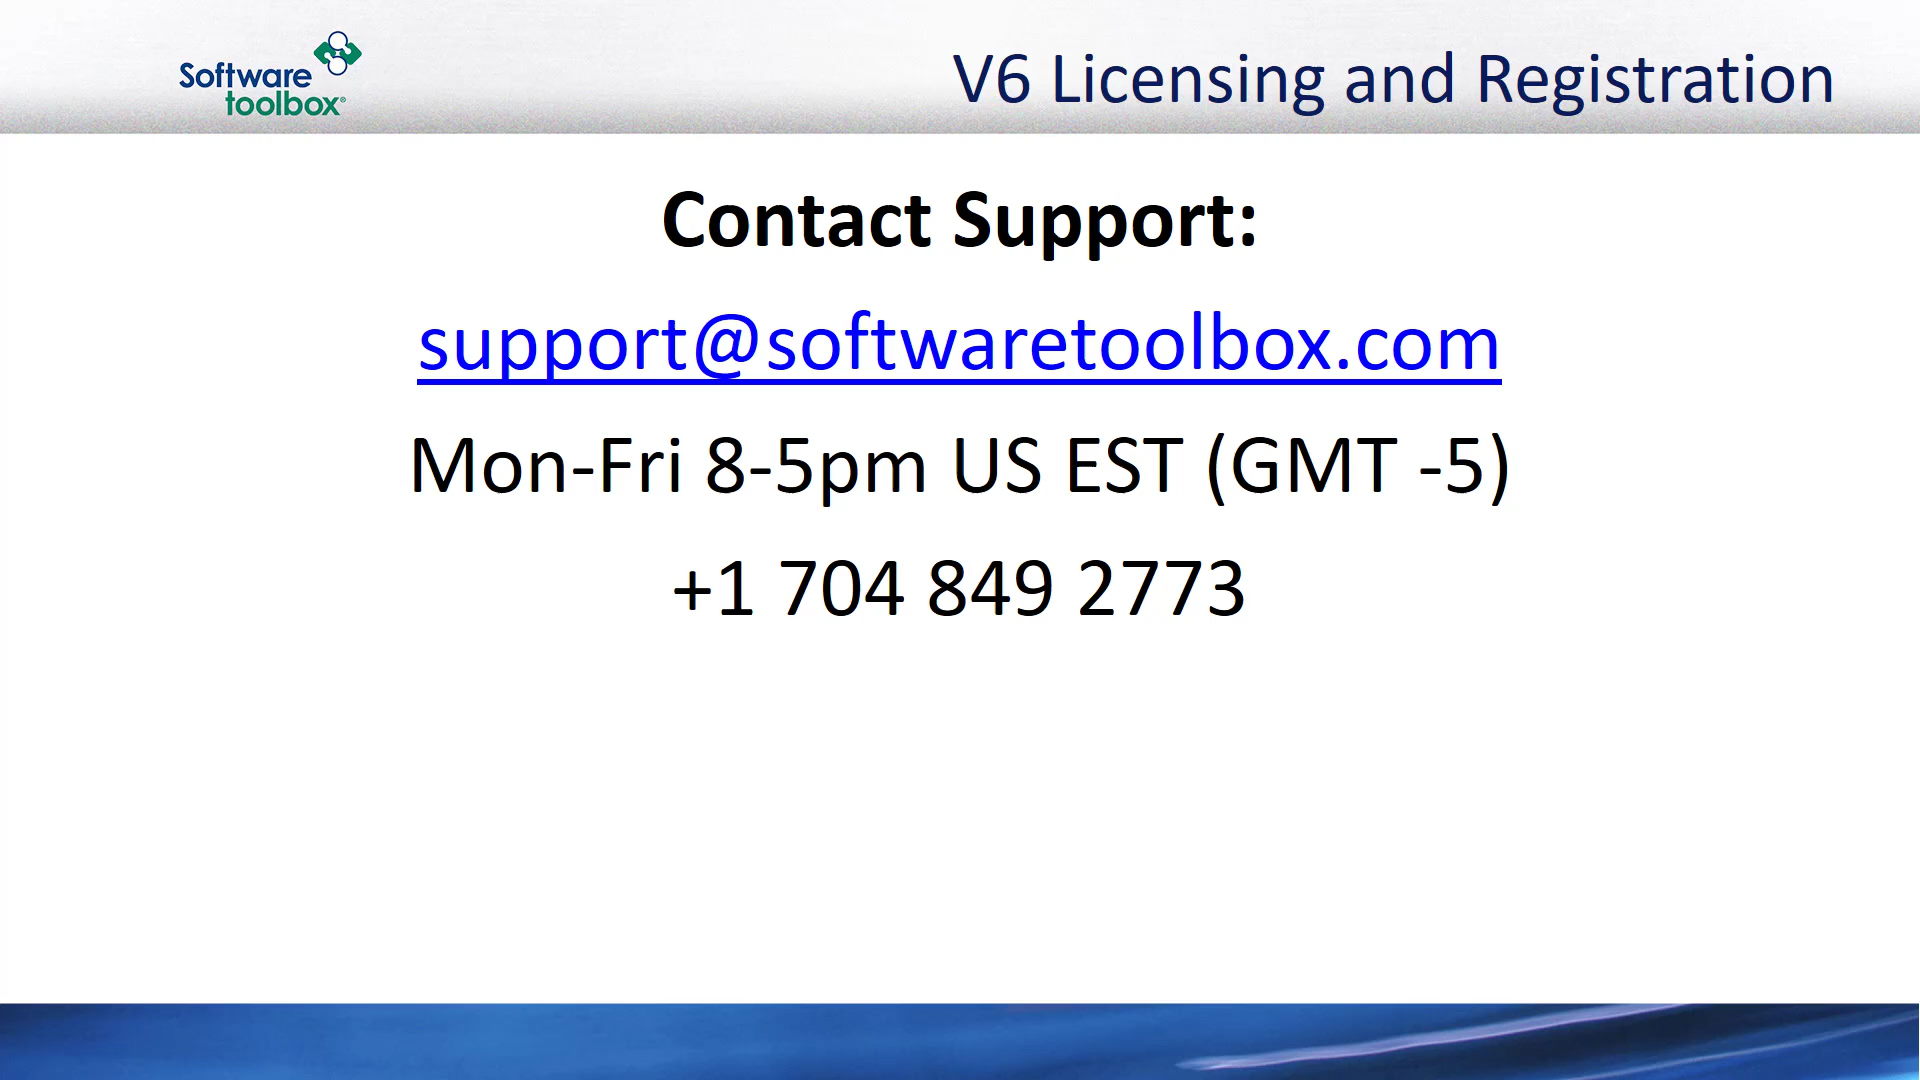 Software
toolbox®
V6 Licensing and Registration
Contact Support:
support@softwaretoolbox.com
Mon-Fri 8-5pm US EST (GMT -5)
+1 704 849 2773